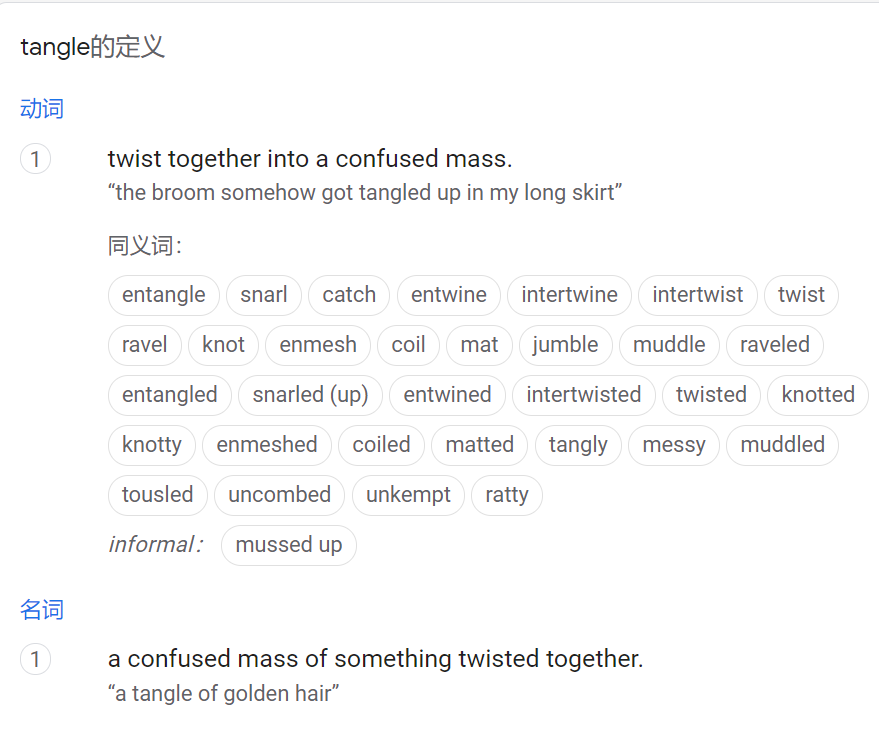 tangle的定义
动词
1 twist together into a confused mass.
“the broom somehow got tangled up in my long skirt”
同义词：
entangle snarl catch entwine intertwine intertwist twist
ravel knot enmesh coil mat jumble muddle raveled
entangled snarled (up) entwined intertwisted twisted knotted
knotty enmeshed coiled matted tangly messy muddled
tousled uncombed unkempt ratty
informal： mussed up
名词
1 a confused mass of something twisted together.
“a tangle of golden hair”